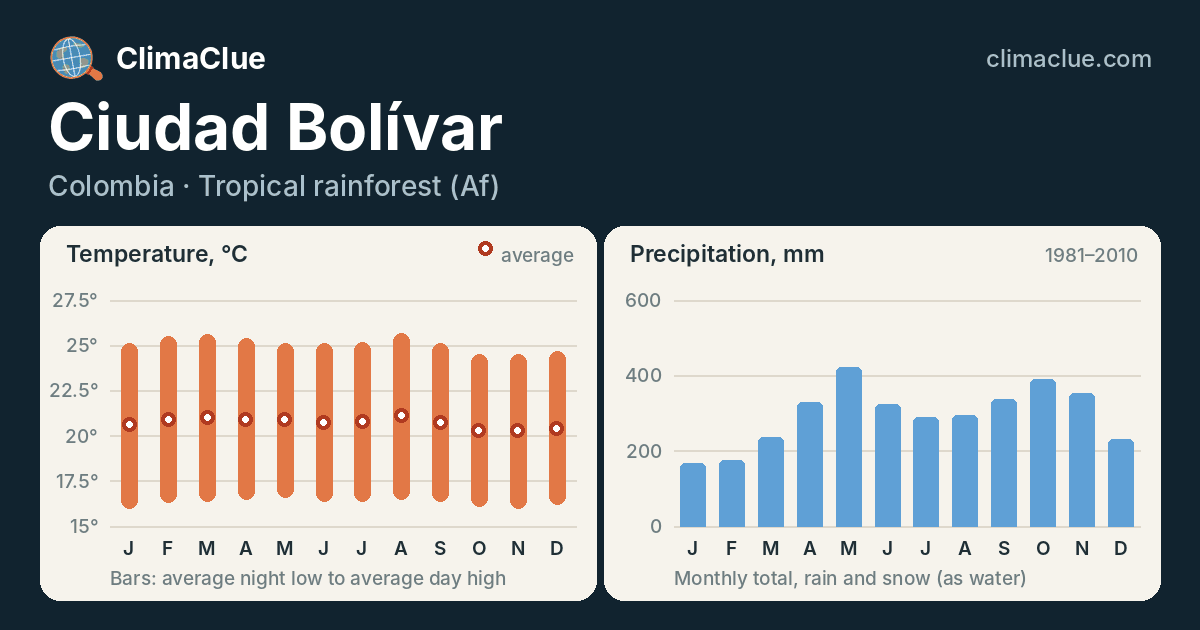 ClimaClue
climaclue.com
Ciudad Bolívar
Colombia · Tropical rainforest (Af)
Temperature, °C
average
27.5°
25°
22.5°
20°
17.5°
15°
J F M A M J J A S O N D
Bars: average night low to average day high
Precipitation, mm
1981–2010
600
400
200
0
J F M A M J J A S O N D
Monthly total, rain and snow (as water)